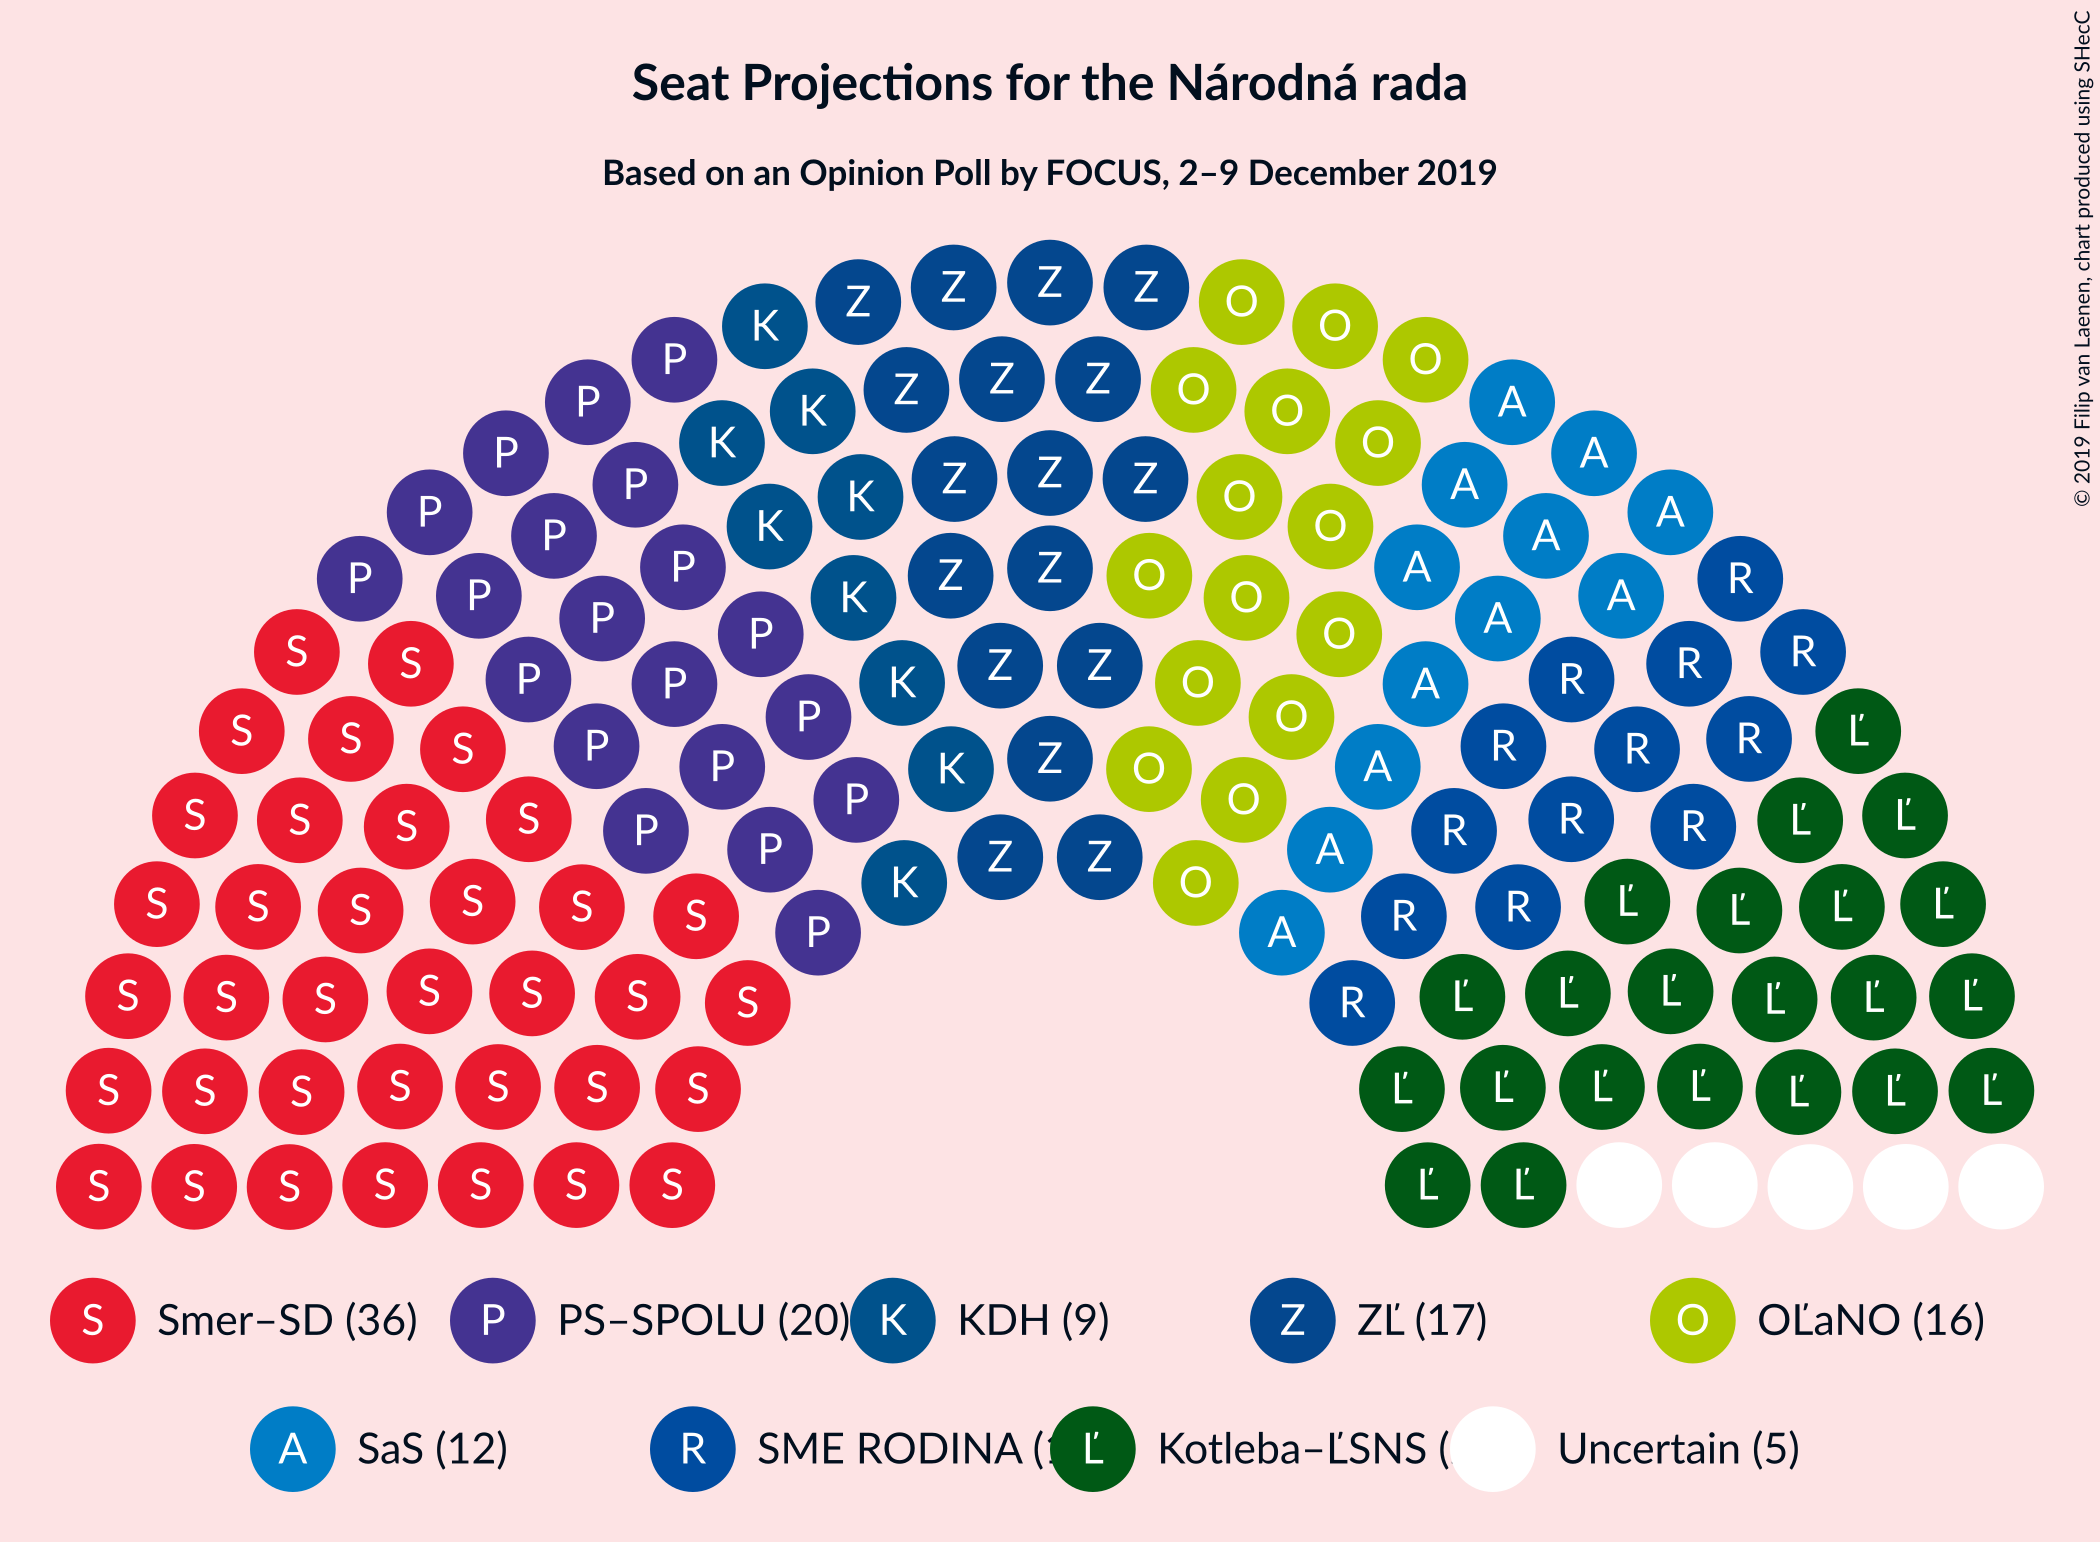 Seat Projections for the Národná rada
Based on an Opinion Poll by FOCUS, 2–9 December 2019
© 2019 Filip van Laenen, chart produced using SHecC
Z Z Z Z
K O O
P O
Z Z Z
K O
P K O O A
P A
P P A A
P K Z Z Z O O A A
P P P K Z Z O O A A R
P P P K O O A A
S S P P P K Z Z O O A R R R
S S S P P P O A R R R Ľ
S S S S P P P K Z O O A R R R Ľ Ľ
S S S S S S P K Z Z O A R R Ľ Ľ Ľ Ľ
S S S S S S S R Ľ Ľ Ľ Ľ Ľ Ľ
S S S S S S S Ľ Ľ Ľ Ľ Ľ Ľ Ľ
S S S S S S S Ľ Ľ
S Smer–SD (36) P PS–SPOLU (20) K KDH (9) Z ZĽ (17) O OĽaNO (16)
A SaS (12) R SME RODINA ( Ľ Kotleba–ĽSNS ( Uncertain (5)